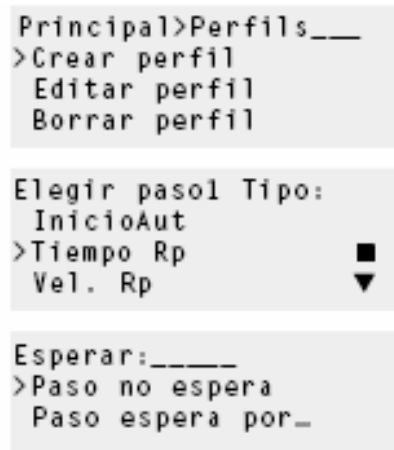 Principal>Perfils___
>Crear perfil
Editar perfil
Borrar perfil
Elegir paso1 Tipo:
InicioAut
>Tiempo Rp
Vel. Rp
Esperar:_____
>Paso no espera
Paso espera por…